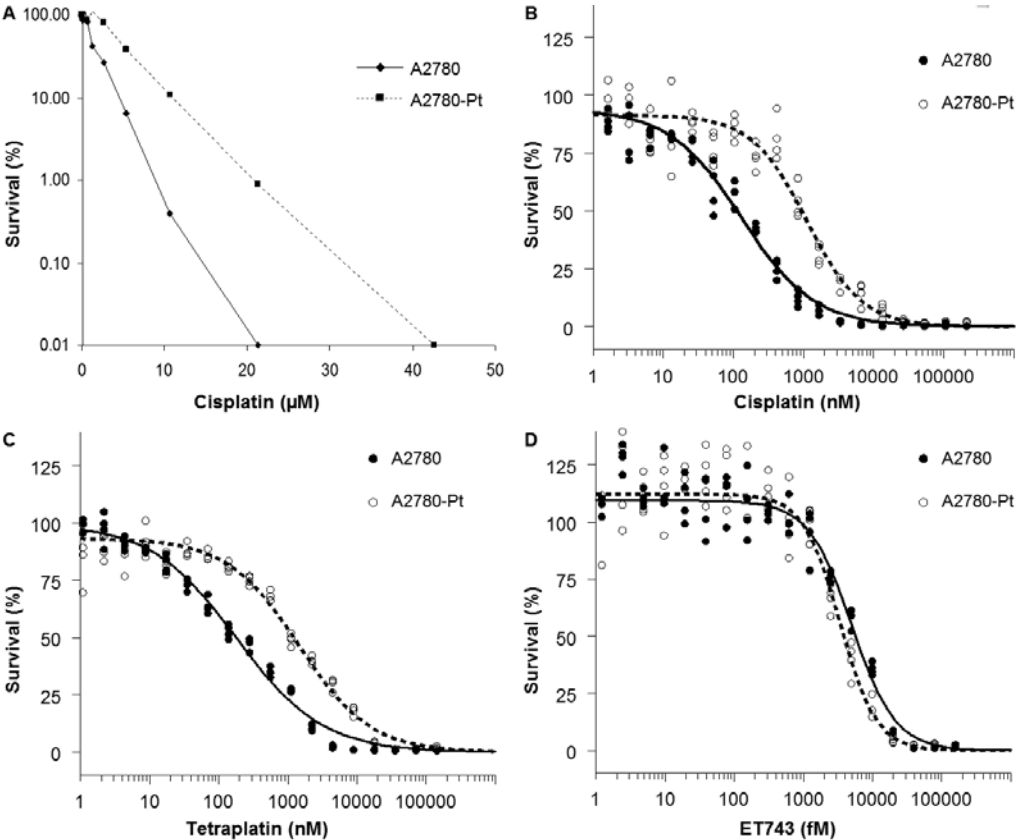 A
100.00
10.00
1.00
0.10
0.01
Survival (%)
0 10 20 30 40 50
Cisplatin (µM)
A2780
A2780-Pt
B
125
100
75
50
25
0
Survival (%)
1 10 100 1000 10000 100000
Cisplatin (nM)
A2780
A2780-Pt
C
125
100
75
50
25
0
Survival (%)
1 10 100 1000 10000 100000
Tetraplatin (nM)
A2780
A2780-Pt
D
125
100
75
50
25
0
Survival (%)
1 10 100 1000 10000 100000
ET743 (fM)
A2780
A2780-Pt